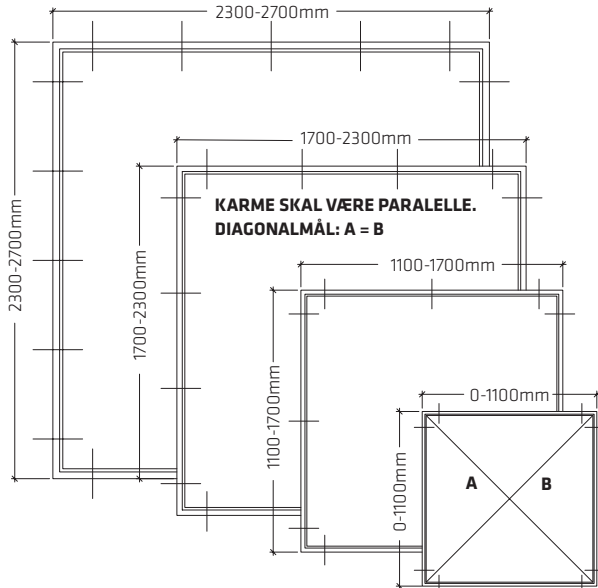 2300-2700mm
2300-2700mm
1700-2300mm
1700-2300mm
KARME SKAL VÆRE PARALELLE.
DIAGONALMÅL: A = B
1100-1700mm
1100-1700mm
0-1100mm
0-1100mm
A
B